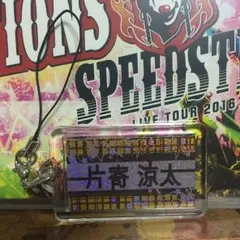 IONS
SPEEDST
LIVE TOUR 2016
片寄 涼太